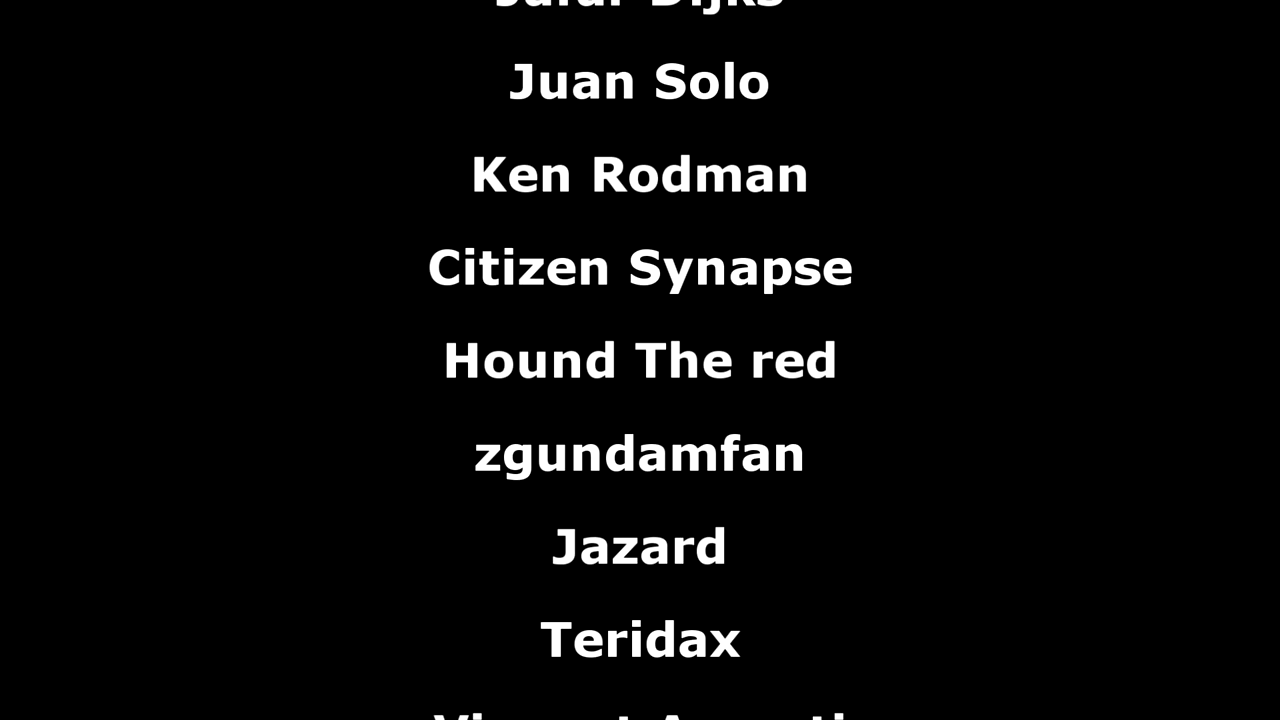 Juan Solo
Ken Rodman
Citizen Synapse
Hound The red
zgundamfan
Jazard
Teridax